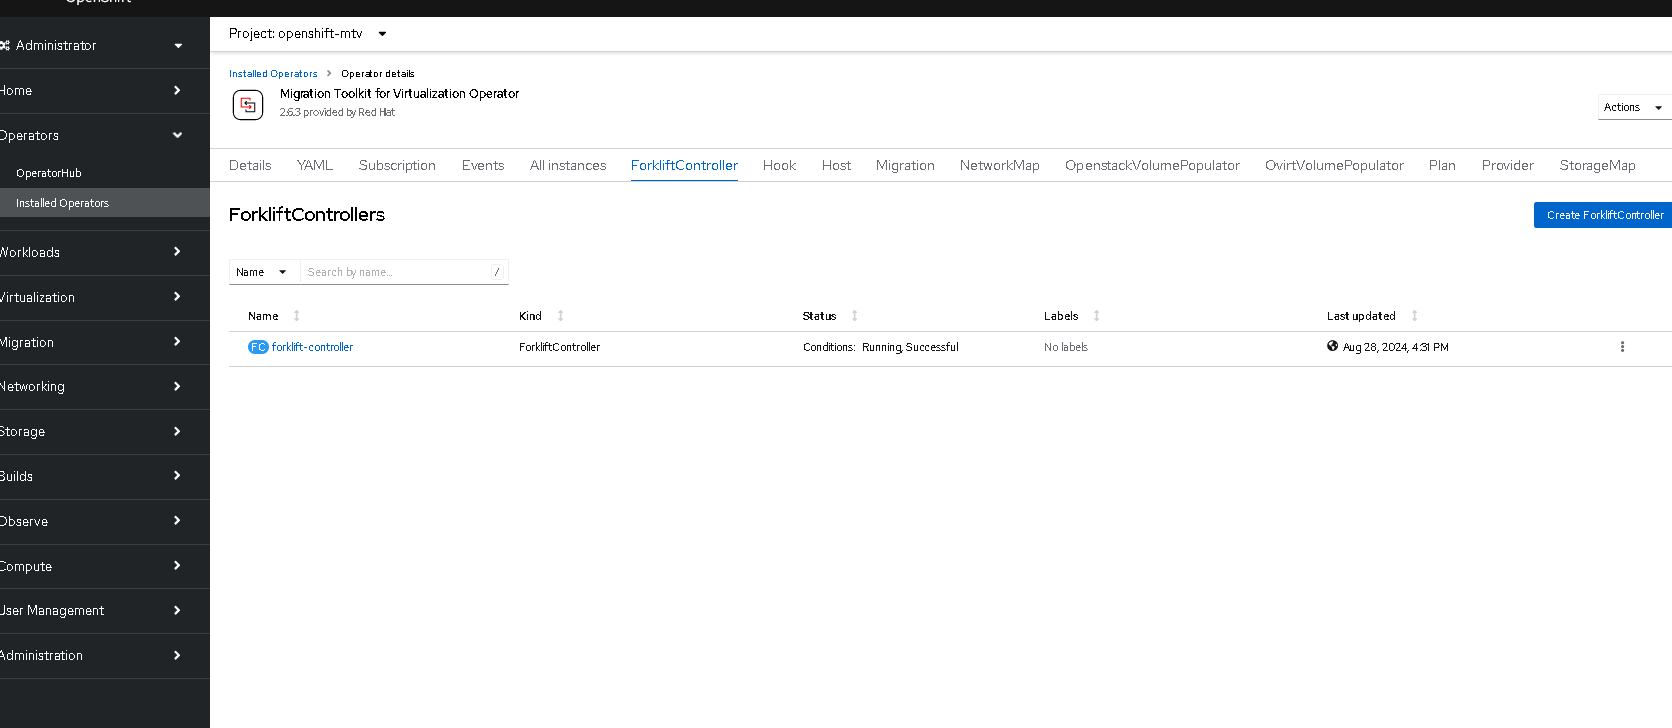 OpenShift
Administrator
Home
Operators
OperatorHub
Installed Operators
Workloads
Virtualization
Migration
Networking
Storage
Builds
Observe
Compute
User Management
Administration
Project: openshift-mtv
Installed Operators > Operator details
Migration Toolkit for Virtualization Operator
2.6.3 provided by Red Hat
Actions
Details YAML Subscription Events All instances ForkliftController Hook Host Migration NetworkMap OpenstackVolumePopulator OvirtVolumePopulator Plan Provider StorageMap
ForkliftControllers
Create ForkliftController
Name Search by name... /
Name Kind Status Labels Last updated
FC forklift-controller ForkliftController Conditions: Running, Successful No labels Aug 28, 2024, 4:31 PM